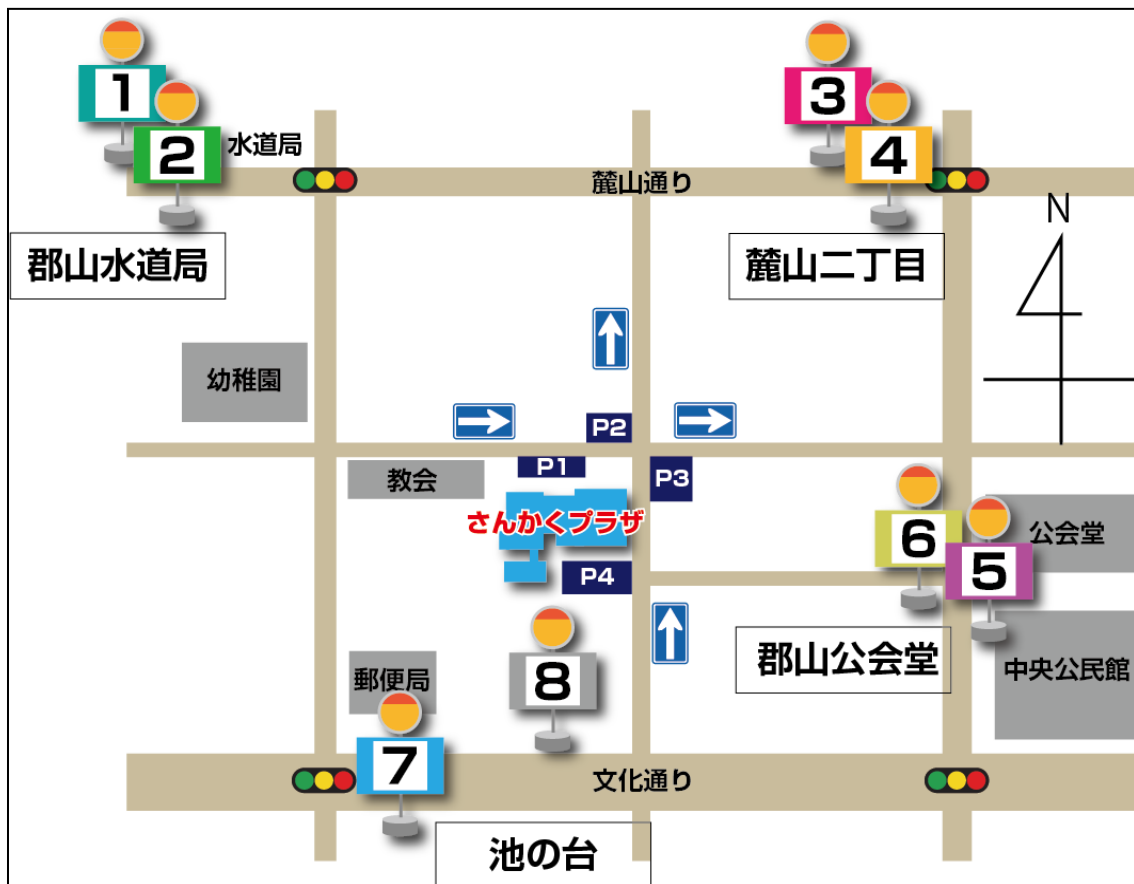 1
2
水道局
3
4
麓山通り
N
郡山水道局
麓山二丁目
幼稚園
P2
P1
教会
P3
さんかくプラザ
6
5
公会堂
P4
郡山公会堂
郵便局
8
中央公民館
7
文化通り
池の台